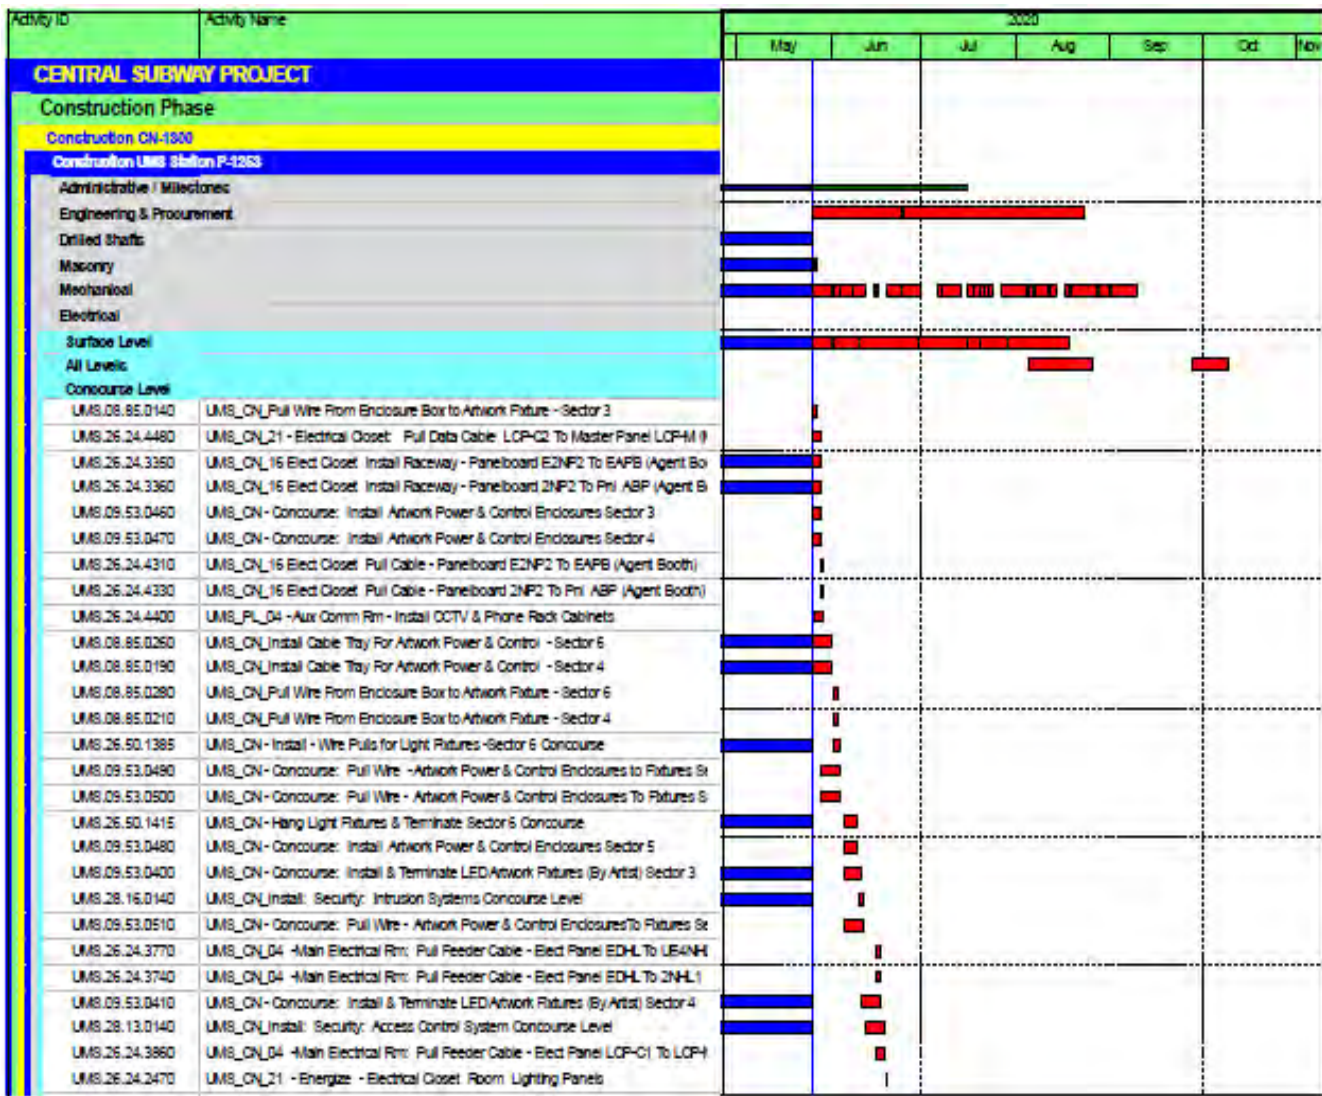 Activity ID Activity Name 2020
May Jun Jul Aug Sep Oct Nov
CENTRAL SUBWAY PROJECT
Construction Phase
Construction CN-1300
Construction UMS Station P-1253
Administrative / Milestones
Engineering & Procurement
Drilled Shafts
Masonry
Mechanical
Electrical
Surface Level
All Levels
Concourse Level
UMS.08.85.0140 UMS_CN_Pull Wire From Enclosure Box to Artwork Fixture - Sector 3
UMS.26.24.4480 UMS_CN_21 - Electrical Closet: Pull Data Cable LCP-C2 To Master Panel LCP-M
UMS.26.24.3350 UMS_CN_16 Elect Closet Install Raceway - Panelboard E2NP2 To EAPB (Agent Bo
UMS.26.24.3360 UMS_CN_16 Elect Closet Install Raceway - Panelboard 2NP2 To Pnl ABP (Agent B
UMS.09.53.0460 UMS_CN - Concourse: Install Artwork Power & Control Enclosures Sector 3
UMS.09.53.0470 UMS_CN - Concourse: Install Artwork Power & Control Enclosures Sector 4
UMS.26.24.4310 UMS_CN_16 Elect Closet Pull Cable - Panelboard E2NP2 To EAPB (Agent Booth)
UMS.26.24.4330 UMS_CN_16 Elect Closet Pull Cable - Panelboard 2NP2 To Pnl ABP (Agent Booth)
UMS.26.24.4400 UMS_PL_04 - Aux Comm Rm - Install CCTV & Phone Rack Cabinets
UMS.08.85.0260 UMS_CN_Install Cable Tray For Artwork Power & Control - Sector 6
UMS.08.85.0190 UMS_CN_Install Cable Tray For Artwork Power & Control - Sector 4
UMS.08.85.0280 UMS_CN_Pull Wire From Enclosure Box to Artwork Fixture - Sector 6
UMS.08.85.0210 UMS_CN_Pull Wire From Enclosure Box to Artwork Fixture - Sector 4
UMS.26.50.1385 UMS_CN - Install - Wire Pulls for Light Fixtures -Sector 6 Concourse
UMS.09.53.0490 UMS_CN - Concourse: Pull Wire - Artwork Power & Control Enclosures to Fixtures Se
UMS.09.53.0500 UMS_CN - Concourse: Pull Wire - Artwork Power & Control Enclosures To Fixtures S
UMS.26.50.1415 UMS_CN - Hang Light Fixtures & Terminate Sector 6 Concourse
UMS.09.53.0480 UMS_CN - Concourse: Install Artwork Power & Control Enclosures Sector 5
UMS.09.53.0400 UMS_CN - Concourse: Install & Terminate LED Artwork Fixtures (By Artist) Sector 3
UMS.28.16.0140 UMS_CN_Install: Security: Intrusion Systems Concourse Level
UMS.09.53.0510 UMS_CN - Concourse: Pull Wire - Artwork Power & Control EnclosuresTo Fixtures Se
UMS.26.24.3770 UMS_CN_04 -Main Electrical Rm: Pull Feeder Cable - Elect Panel EDHL To UE4NH
UMS.26.24.3740 UMS_CN_04 -Main Electrical Rm: Pull Feeder Cable - Elect Panel EDHL To 2NHL1
UMS.09.53.0410 UMS_CN - Concourse: Install & Terminate LED Artwork Fixtures (By Artist) Sector 4
UMS.28.13.0140 UMS_CN_Install: Security: Access Control System Concourse Level
UMS.26.24.3860 UMS_CN_04 -Main Electrical Rm: Pull Feeder Cable - Elect Panel LCP-C1 To LCP-
UMS.26.24.2470 UMS_CN_21 - Energize - Electrical Closet Room Lighting Panels